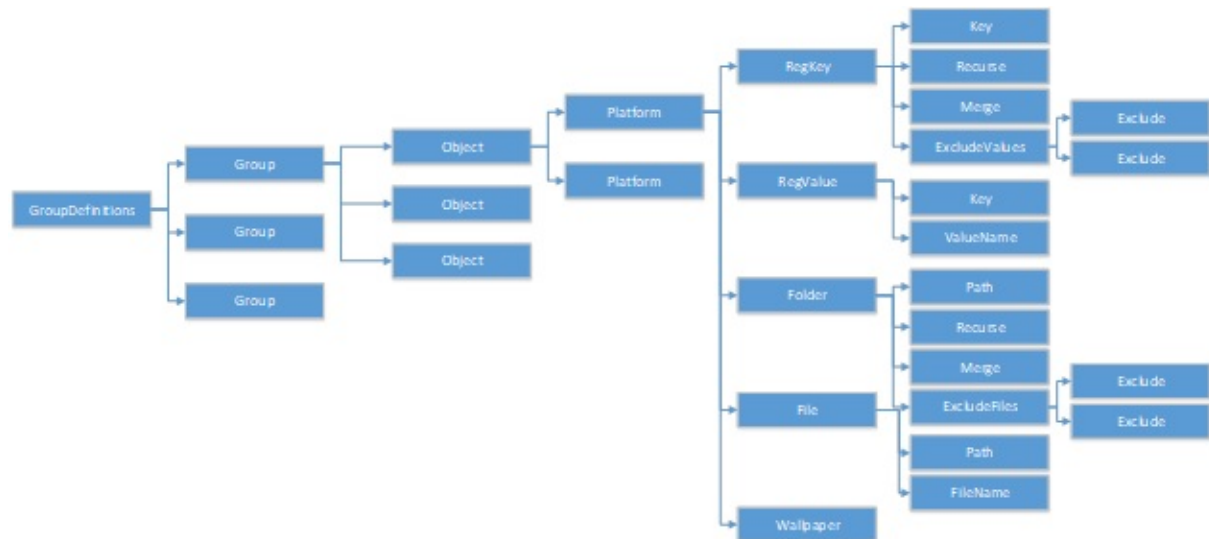 GroupDefinitions
Group
Group
Group
Object
Object
Object
Platform
Platform
RegKey
RegValue
Folder
File
Wallpaper
Key
Recurse
Merge
ExcludeValues
Key
ValueName
Path
Recurse
Merge
ExcludeFiles
Path
FileName
Exclude
Exclude
Exclude
Exclude